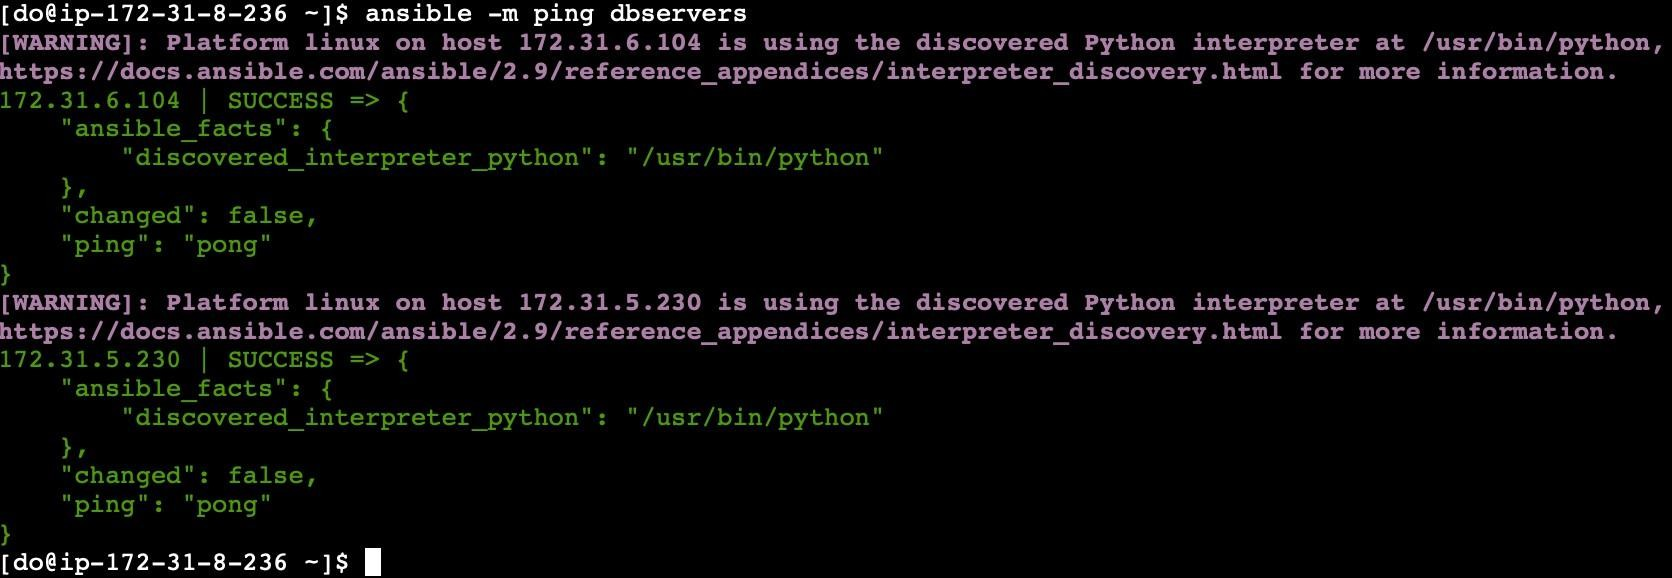 [do@ip-172-31-8-236 ~]$ ansible -m ping dbservers
[WARNING]: Platform linux on host 172.31.6.104 is using the discovered Python interpreter at /usr/bin/python,
https://docs.ansible.com/ansible/2.9/reference_appendices/interpreter_discovery.html for more information.
172.31.6.104 | SUCCESS => {
    "ansible_facts": {
        "discovered_interpreter_python": "/usr/bin/python"
    },
    "changed": false,
    "ping": "pong"
}
[WARNING]: Platform linux on host 172.31.5.230 is using the discovered Python interpreter at /usr/bin/python,
https://docs.ansible.com/ansible/2.9/reference_appendices/interpreter_discovery.html for more information.
172.31.5.230 | SUCCESS => {
    "ansible_facts": {
        "discovered_interpreter_python": "/usr/bin/python"
    },
    "changed": false,
    "ping": "pong"
}
[do@ip-172-31-8-236 ~]$